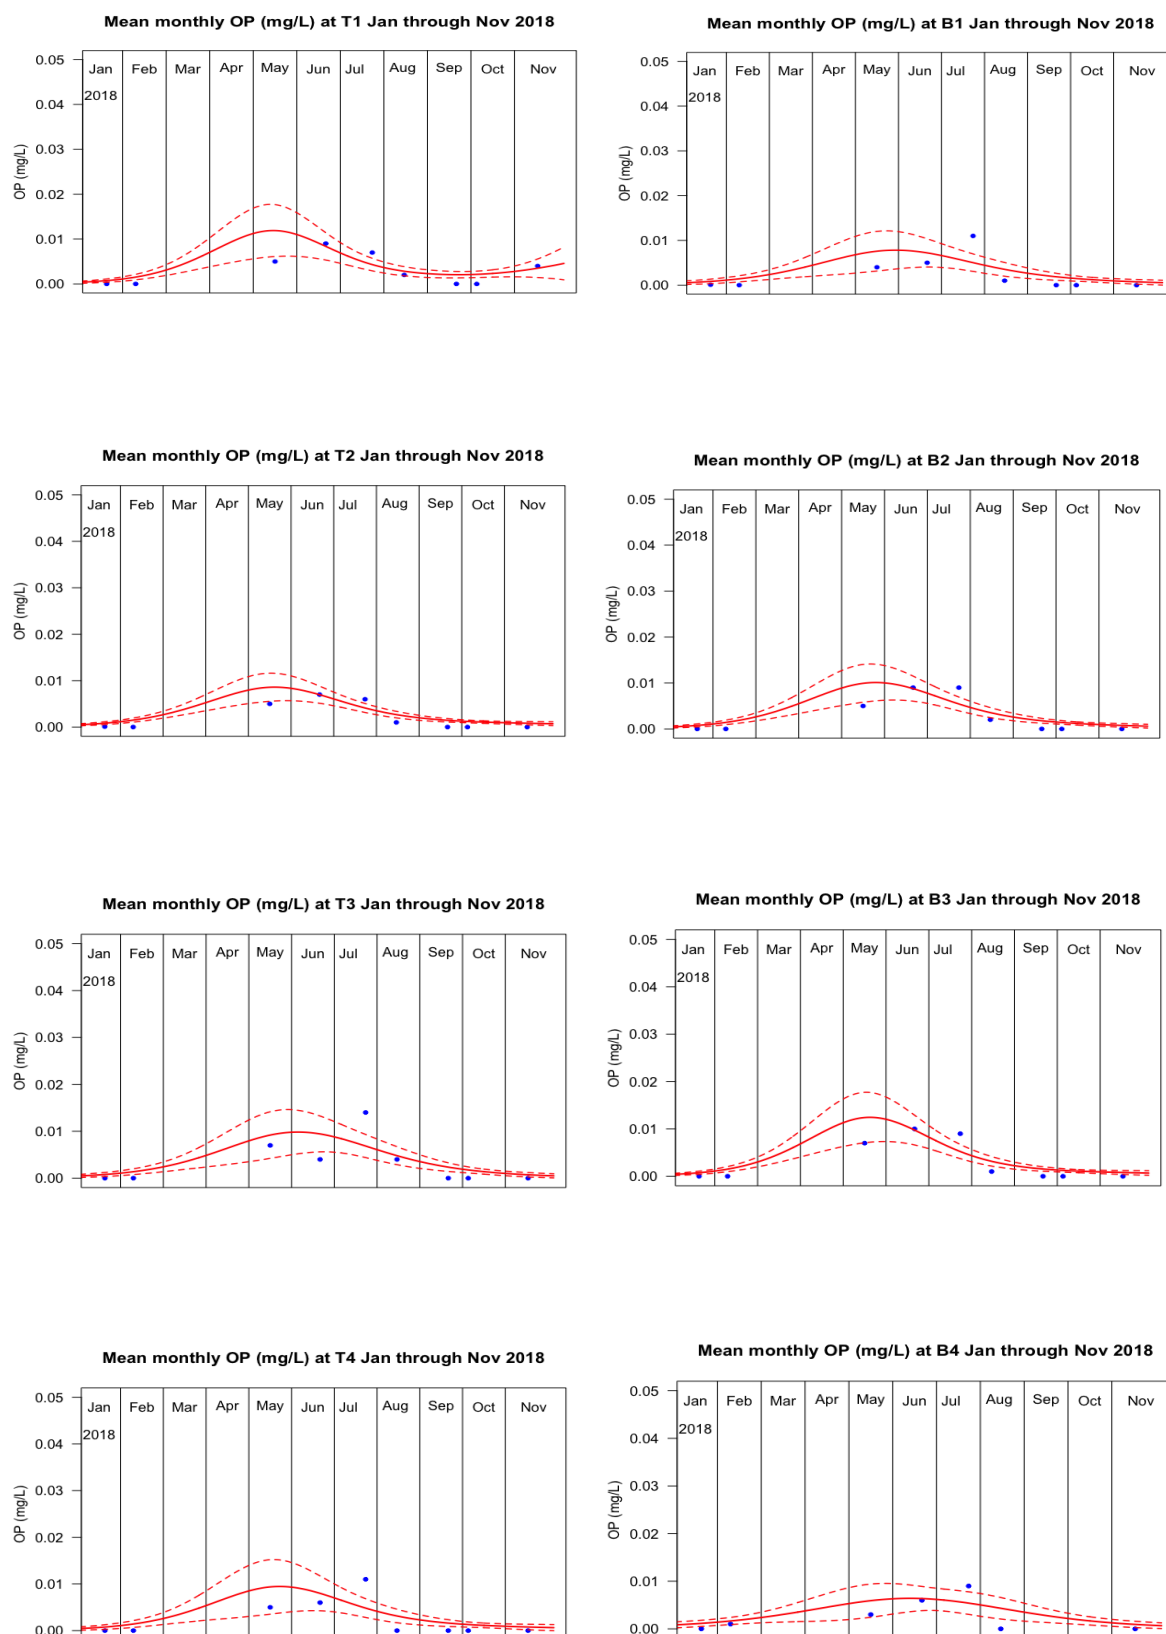 Mean monthly OP (mg/L) at T1 Jan through Nov 2018
0.05
0.04
0.03
0.02
0.01
0.00
OP (mg/L)
Jan Feb Mar Apr May Jun Jul Aug Sep Oct Nov
2018
Mean monthly OP (mg/L) at B1 Jan through Nov 2018
0.05
0.04
0.03
0.02
0.01
0.00
OP (mg/L)
Jan Feb Mar Apr May Jun Jul Aug Sep Oct Nov
2018
Mean monthly OP (mg/L) at T2 Jan through Nov 2018
0.05
0.04
0.03
0.02
0.01
0.00
OP (mg/L)
Jan Feb Mar Apr May Jun Jul Aug Sep Oct Nov
2018
Mean monthly OP (mg/L) at B2 Jan through Nov 2018
0.05
0.04
0.03
0.02
0.01
0.00
OP (mg/L)
Jan Feb Mar Apr May Jun Jul Aug Sep Oct Nov
2018
Mean monthly OP (mg/L) at T3 Jan through Nov 2018
0.05
0.04
0.03
0.02
0.01
0.00
OP (mg/L)
Jan Feb Mar Apr May Jun Jul Aug Sep Oct Nov
2018
Mean monthly OP (mg/L) at B3 Jan through Nov 2018
0.05
0.04
0.03
0.02
0.01
0.00
OP (mg/L)
Jan Feb Mar Apr May Jun Jul Aug Sep Oct Nov
2018
Mean monthly OP (mg/L) at T4 Jan through Nov 2018
0.05
0.04
0.03
0.02
0.01
0.00
OP (mg/L)
Jan Feb Mar Apr May Jun Jul Aug Sep Oct Nov
2018
Mean monthly OP (mg/L) at B4 Jan through Nov 2018
0.05
0.04
0.03
0.02
0.01
0.00
OP (mg/L)
Jan Feb Mar Apr May Jun Jul Aug Sep Oct Nov
2018